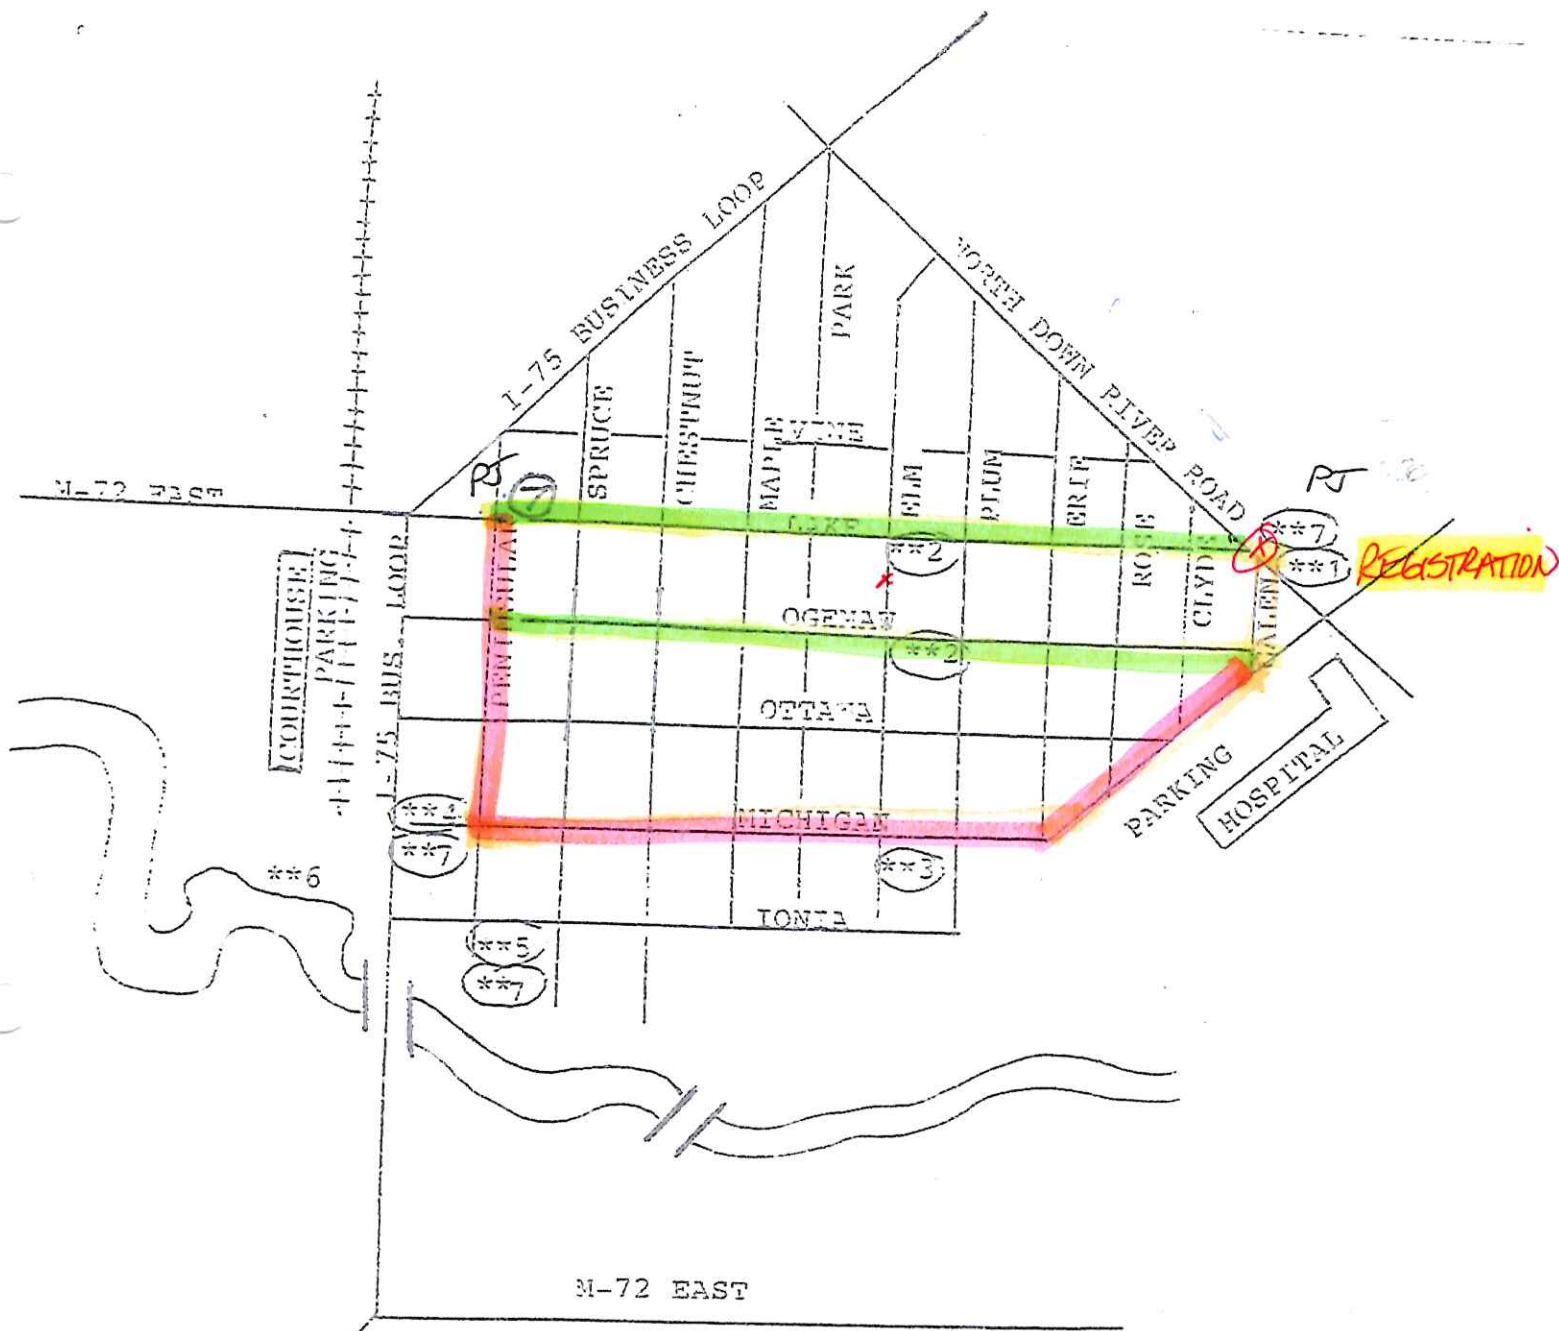 I-75 BUSINESS LOOP
NORTH DOWN RIVER ROAD
PARK
SPRUCE
CHESTNUT
MAPLE
VINE
ELM
PLUM
ERIE
ROSE
CLYDE
M-72 EAST
PJ
7
LAKE
**2
PJ
**7
**1
REGISTRATION
COURTHOUSE
PARKING
I-75 BUS LOOP
OGEMAW
**2
OTTAWA
PARKING
HOSPITAL
**4
**7
MICHIGAN
**3
**6
IONIA
**5
**7
M-72 EAST